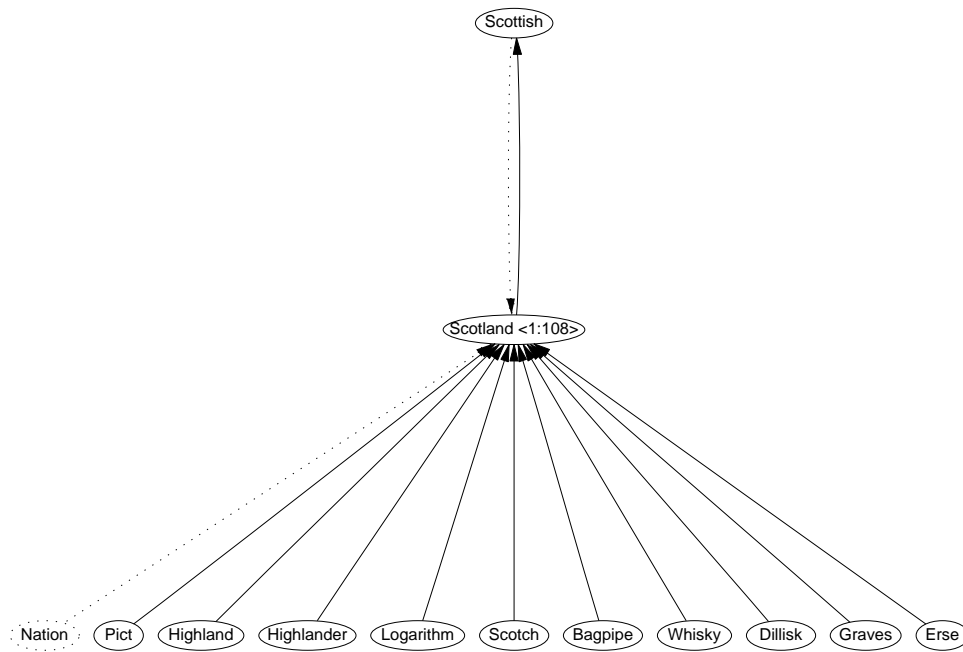 Scottish
Scotland <1:108>
Nation Pict Highland Highlander Logarithm Scotch Bagpipe Whisky Dillisk Graves Erse